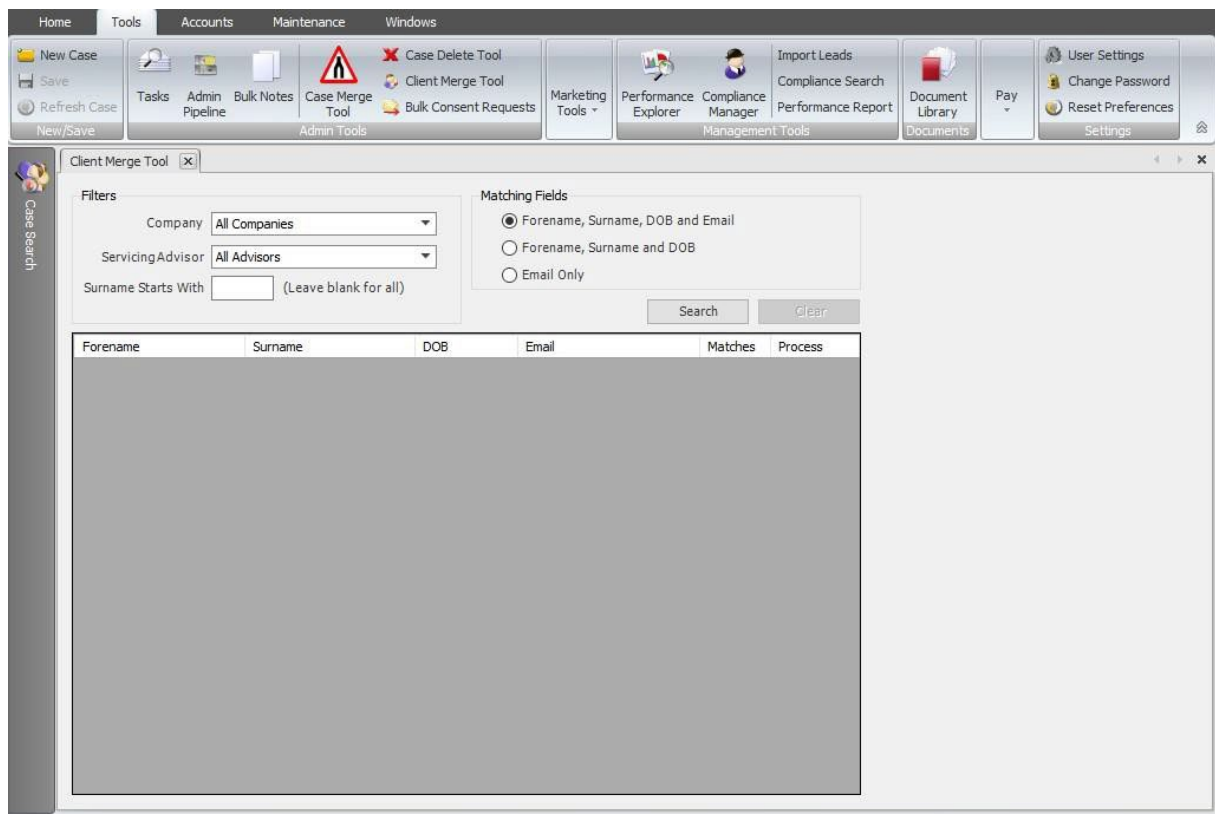 Home Tools Accounts Maintenance Windows
New Case
Save
Refresh Case
New/Save
Tasks
Admin
Pipeline
Bulk Notes
Case Merge
Tool
Case Delete Tool
Client Merge Tool
Bulk Consent Requests
Admin Tools
Marketing
Tools
Performance
Explorer
Compliance
Manager
Import Leads
Compliance Search
Performance Report
Management Tools
Document
Library
Documents
Pay
User Settings
Change Password
Reset Preferences
Settings
Case Search
Client Merge Tool
Filters
Company All Companies
Servicing Advisor All Advisors
Surname Starts With (Leave blank for all)
Matching Fields
Forename, Surname, DOB and Email
Forename, Surname and DOB
Email Only
Search Clear
Forename Surname DOB Email Matches Process